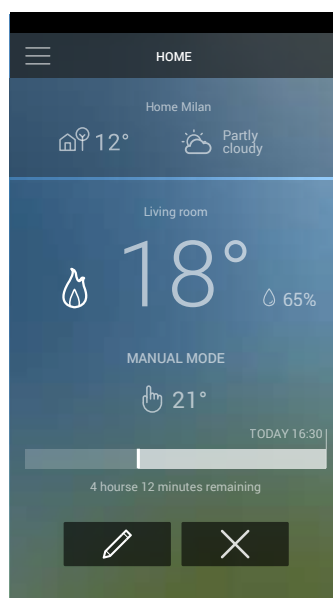 HOME
Home Milan
12°
Partly
cloudy
Living room
18°
65%
MANUAL MODE
21°
TODAY 16:30
4 hourse 12 minutes remaining